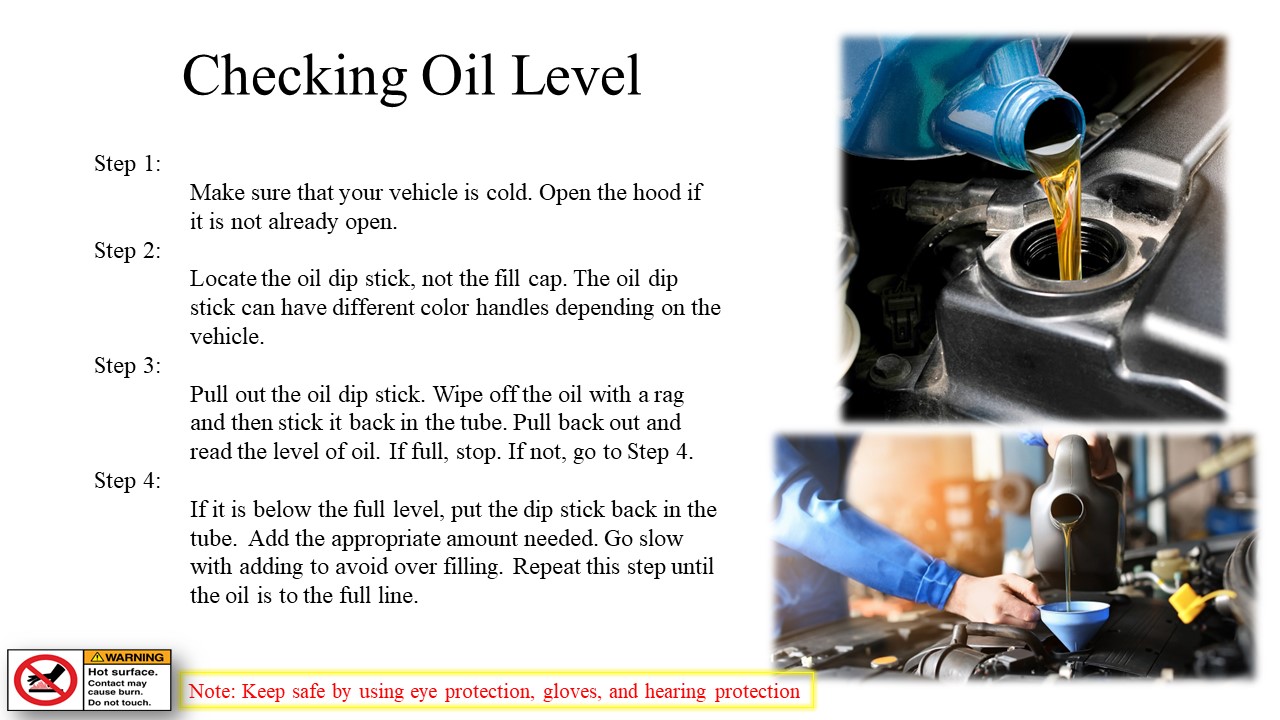 Checking Oil Level
Step 1:
Make sure that your vehicle is cold. Open the hood if
it is not already open.
Step 2:
Locate the oil dip stick, not the fill cap. The oil dip
stick can have different color handles depending on the
vehicle.
Step 3:
Pull out the oil dip stick. Wipe off the oil with a rag
and then stick it back in the tube. Pull back out and
read the level of oil. If full, stop. If not, go to Step 4.
Step 4:
If it is below the full level, put the dip stick back in the
tube.  Add the appropriate amount needed. Go slow
with adding to avoid over filling. Repeat this step until
the oil is to the full line.
WARNING
Hot surface.
Contact may
cause burn.
Do not touch.
Note: Keep safe by using eye protection, gloves, and hearing protection